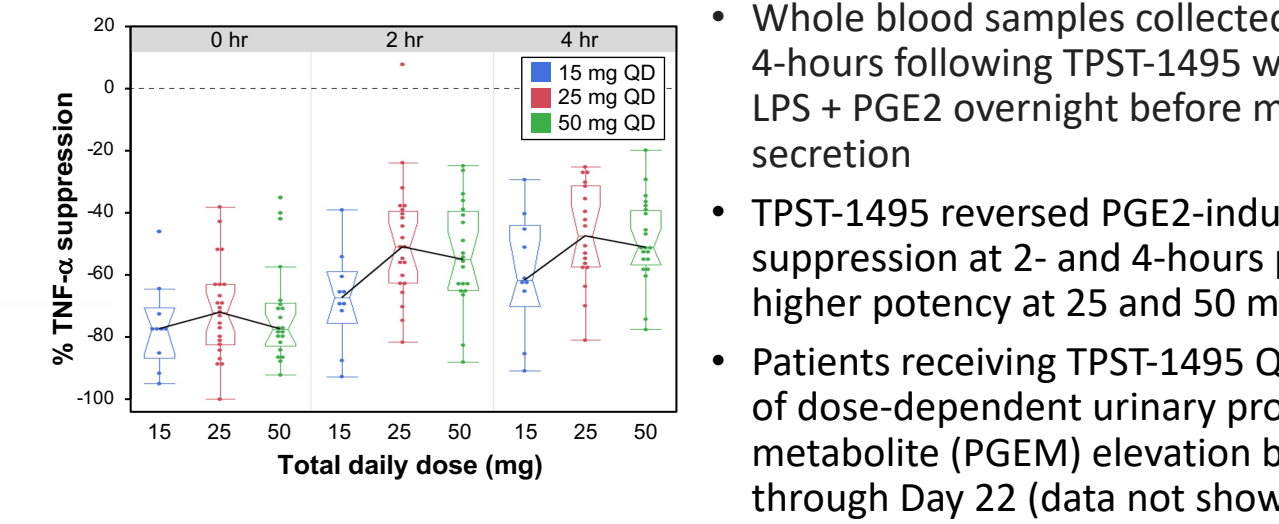 20
0
-20
-40
-60
-80
-100
% TNF-α suppression
0 hr 2 hr 4 hr
15 mg QD
25 mg QD
50 mg QD
15 25 50 15 25 50 15 25 50
Total daily dose (mg)
• Whole blood samples collected
4-hours following TPST-1495 w
LPS + PGE2 overnight before m
secretion
• TPST-1495 reversed PGE2-indu
suppression at 2- and 4-hours p
higher potency at 25 and 50 m
• Patients receiving TPST-1495 Q
of dose-dependent urinary pro
metabolite (PGEM) elevation b
through Day 22 (data not show